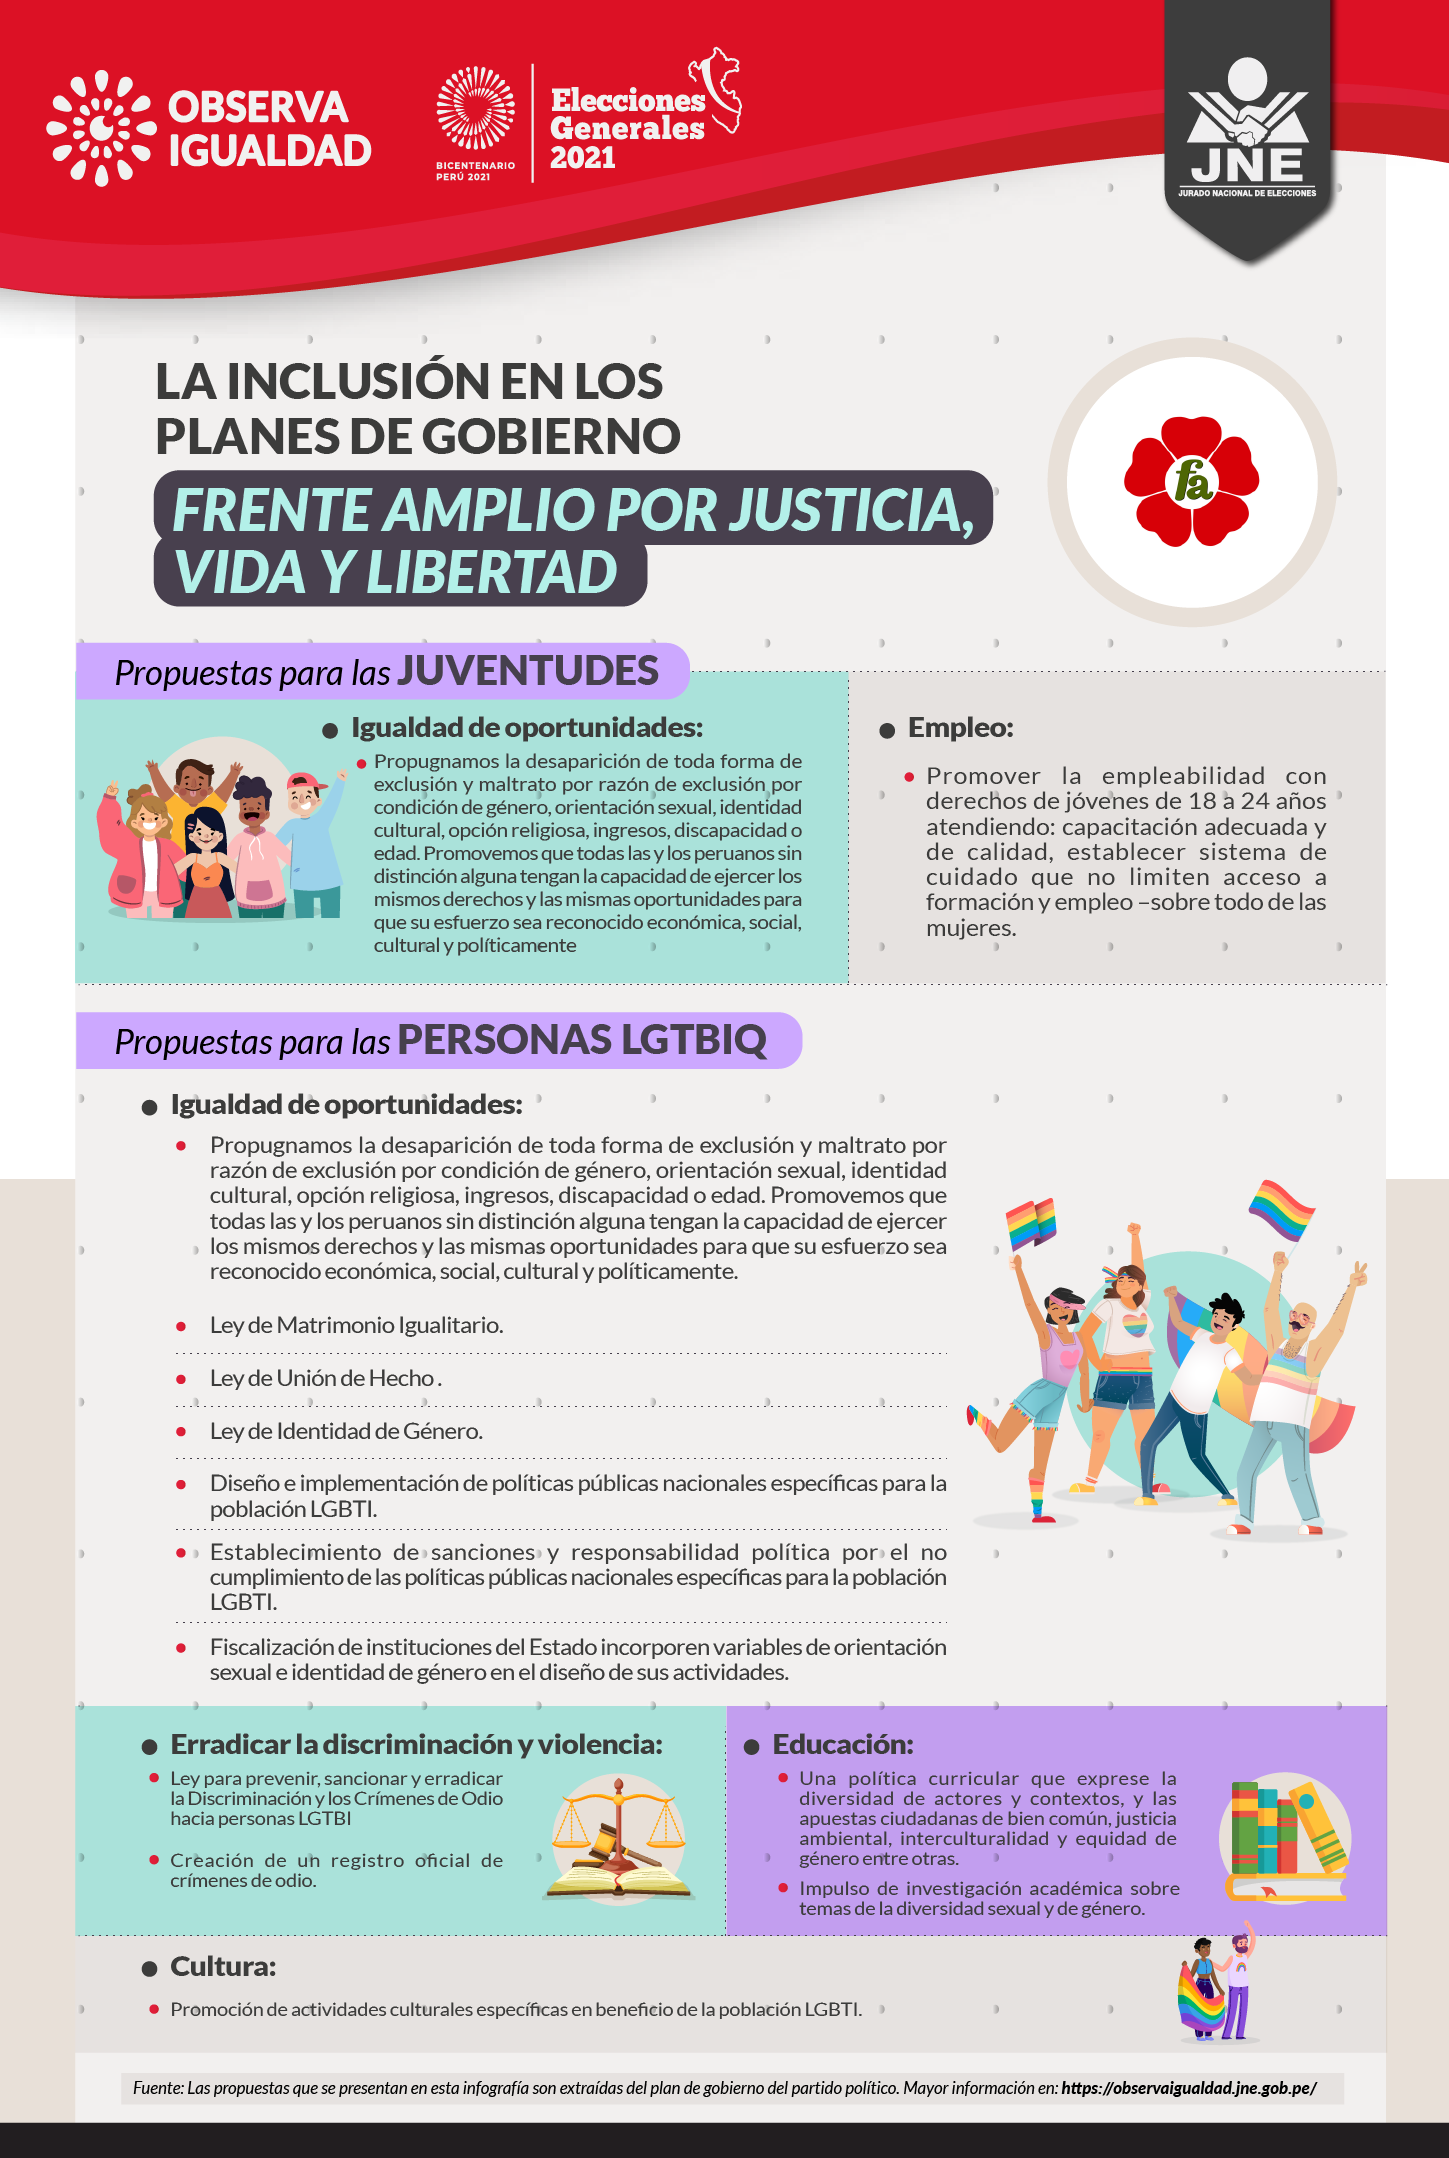 OBSERVA
IGUALDAD
BICENTENARIO
PERÚ 2021
Elecciones
Generales
2021
JNE
JURADO NACIONAL DE ELECCIONES
LA INCLUSIÓN EN LOS
PLANES DE GOBIERNO
FRENTE AMPLIO POR JUSTICIA,
VIDA Y LIBERTAD
fa
Propuestas para las JUVENTUDES
Igualdad de oportunidades:
Propugnamos la desaparición de toda forma de
exclusión y maltrato por razón de exclusión por
condición de género, orientación sexual, identidad
cultural, opción religiosa, ingresos, discapacidad o
edad. Promovemos que todas las y los peruanos sin
distinción alguna tengan la capacidad de ejercer los
mismos derechos y las mismas oportunidades para
que su esfuerzo sea reconocido económica, social,
cultural y políticamente
Empleo:
Promover la empleabilidad con
derechos de jóvenes de 18 a 24 años
atendiendo: capacitación adecuada y
de calidad, establecer sistema de
cuidado que no limiten acceso a
formación y empleo –sobre todo de las
mujeres.
Propuestas para las PERSONAS LGTBIQ
Igualdad de oportunidades:
Propugnamos la desaparición de toda forma de exclusión y maltrato por
razón de exclusión por condición de género, orientación sexual, identidad
cultural, opción religiosa, ingresos, discapacidad o edad. Promovemos que
todas las y los peruanos sin distinción alguna tengan la capacidad de ejercer
los mismos derechos y las mismas oportunidades para que su esfuerzo sea
reconocido económica, social, cultural y políticamente.
Ley de Matrimonio Igualitario.
Ley de Unión de Hecho .
Ley de Identidad de Género.
Diseño e implementación de políticas públicas nacionales específicas para la
población LGBTI.
Establecimiento de sanciones y responsabilidad política por el no
cumplimiento de las políticas públicas nacionales específicas para la población
LGBTI.
Fiscalización de instituciones del Estado incorporen variables de orientación
sexual e identidad de género en el diseño de sus actividades.
Erradicar la discriminación y violencia:
Ley para prevenir, sancionar y erradicar
la Discriminación y los Crímenes de Odio
hacia personas LGTBI
Creación de un registro oficial de
crímenes de odio.
Educación:
Una política curricular que exprese la
diversidad de actores y contextos, y las
apuestas ciudadanas de bien común, justicia
ambiental, interculturalidad y equidad de
género entre otras.
Impulso de investigación académica sobre
temas de la diversidad sexual y de género.
Cultura:
Promoción de actividades culturales específicas en beneficio de la población LGBTI.
Fuente: Las propuestas que se presentan en esta infografía son extraídas del plan de gobierno del partido político. Mayor información en: https://observaigualdad.jne.gob.pe/